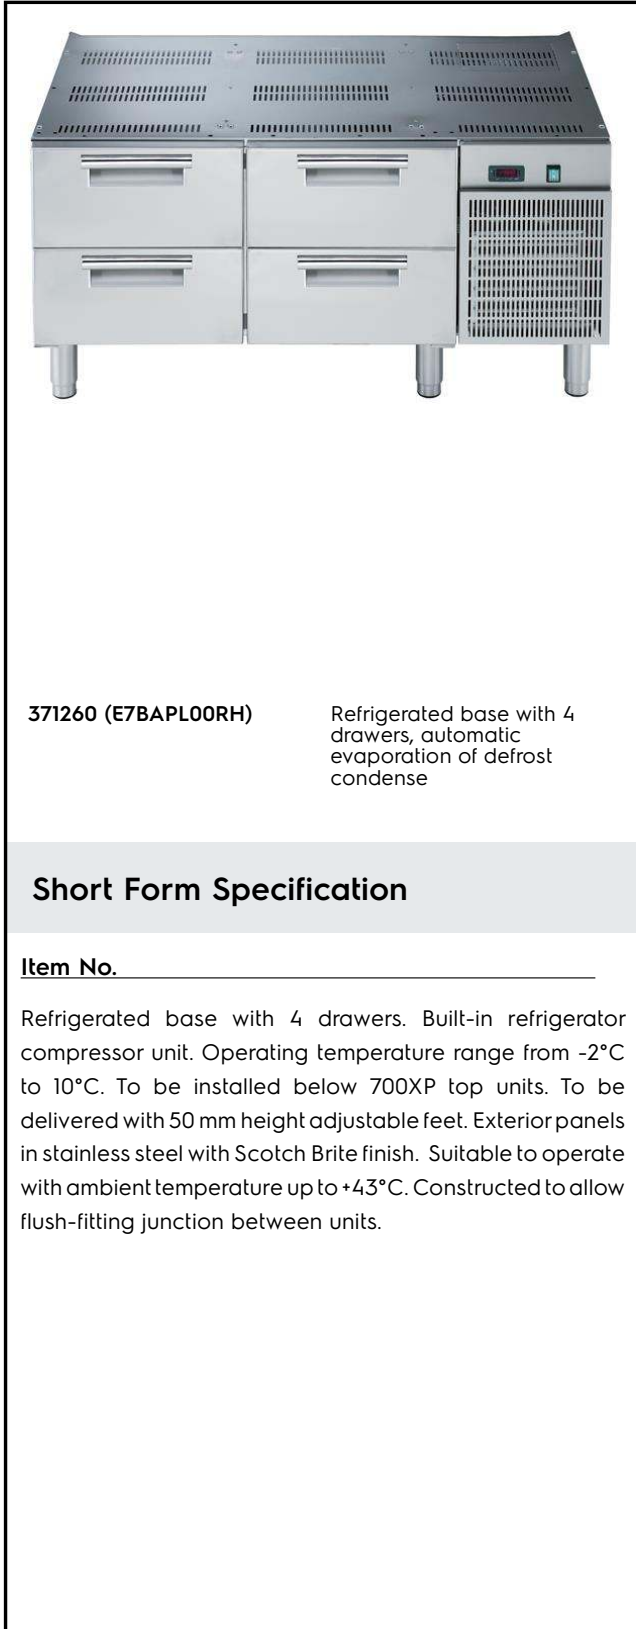 371260 (E7BAPL00RH)
Refrigerated base with 4
drawers, automatic
evaporation of defrost
condense
Short Form Specification
Item No.
Refrigerated base with 4 drawers. Built-in refrigerator
compressor unit. Operating temperature range from -2°C
to 10°C. To be installed below 700XP top units. To be
delivered with 50 mm height adjustable feet. Exterior panels
in stainless steel with Scotch Brite finish. Suitable to operate
with ambient temperature up to +43°C. Constructed to allow
flush-fitting junction between units.